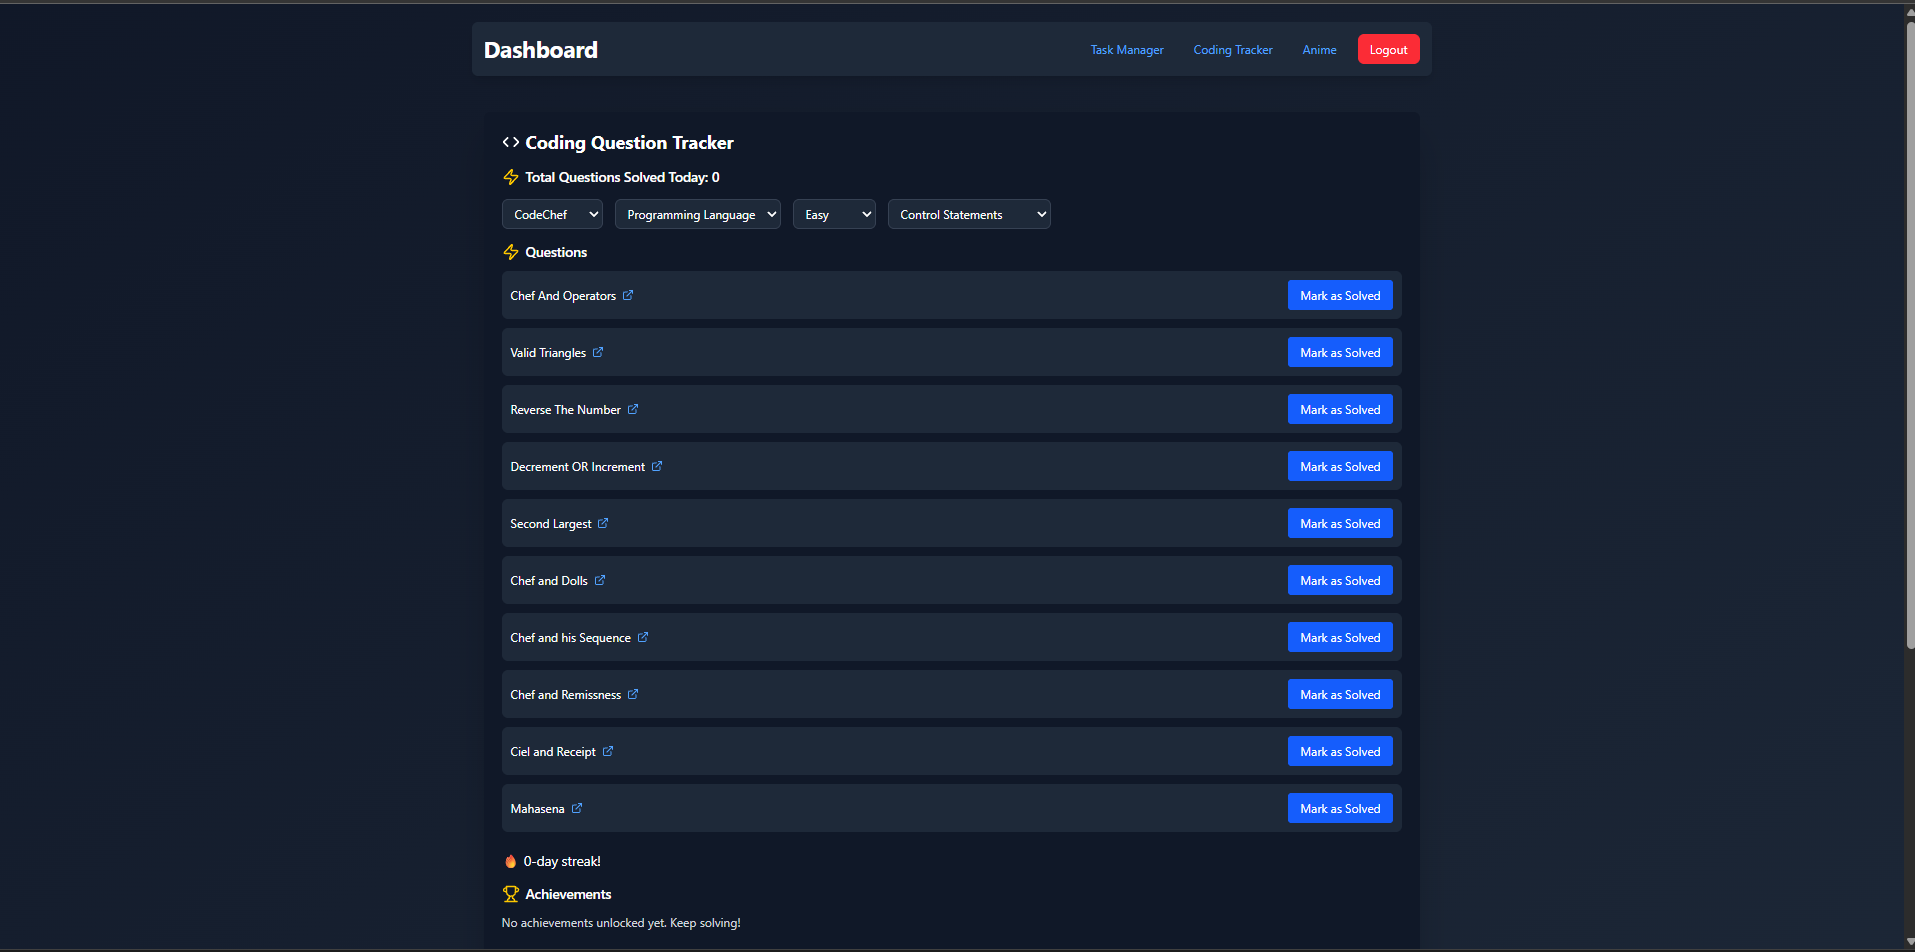 Dashboard Task Manager Coding Tracker Anime Logout
Coding Question Tracker
Total Questions Solved Today: 0
CodeChef Programming Language Easy Control Statements
Questions
Chef And Operators Mark as Solved
Valid Triangles Mark as Solved
Reverse The Number Mark as Solved
Decrement OR Increment Mark as Solved
Second Largest Mark as Solved
Chef and Dolls Mark as Solved
Chef and his Sequence Mark as Solved
Chef and Remissness Mark as Solved
Ciel and Receipt Mark as Solved
Mahasena Mark as Solved
0-day streak!
Achievements
No achievements unlocked yet. Keep solving!